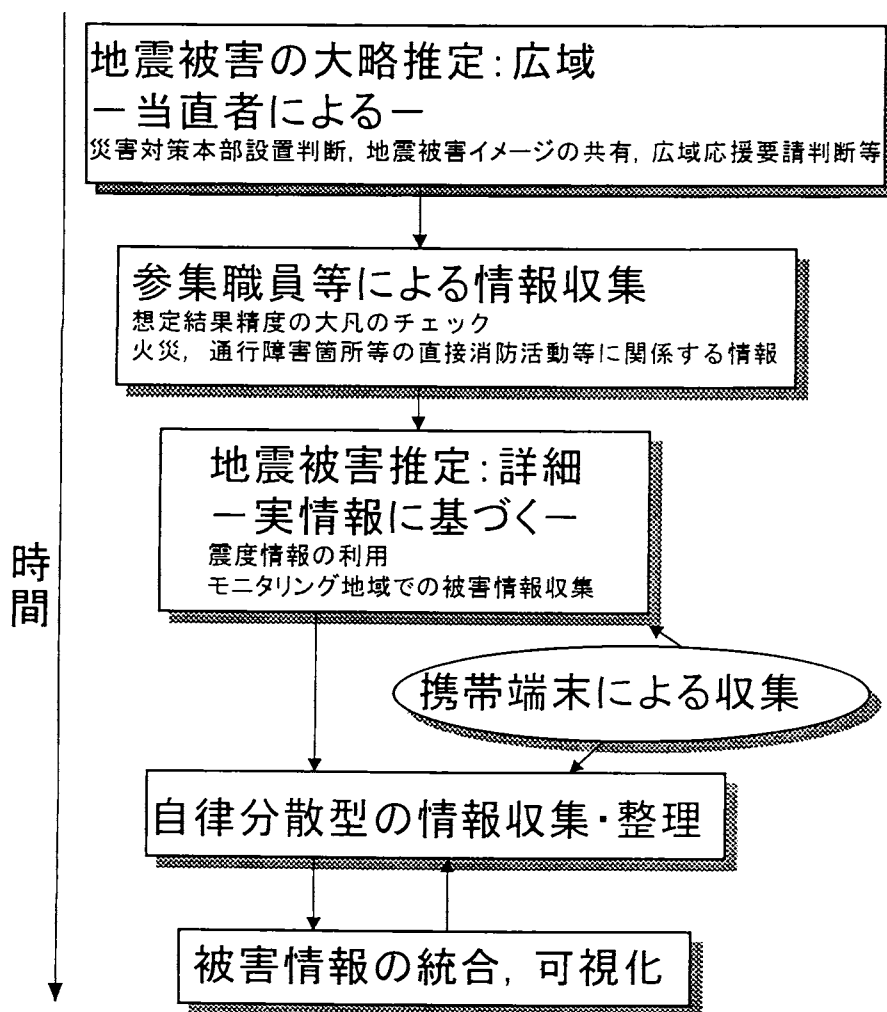 地震被害の大略推定:広域
－当直者による－
災害対策本部設置判断, 地震被害イメージの共有, 広域応援要請判断等
参集職員等による情報収集
想定結果精度の大凡のチェック
火災, 通行障害箇所等の直接消防活動等に関係する情報
地震被害推定:詳細
－実情報に基づく－
震度情報の利用
モニタリング地域での被害情報収集
時間
携帯端末による収集
自律分散型の情報収集・整理
被害情報の統合, 可視化